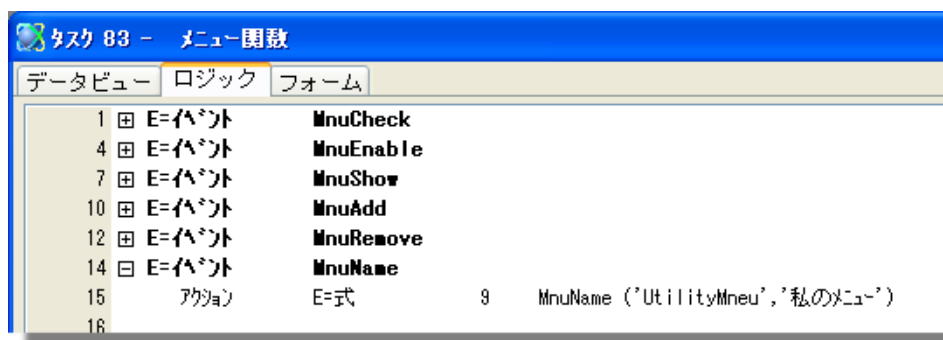 タスク 83 - メニュー関数
データビュー ロジック フォーム
1 E=イベント MnuCheck
4 E=イベント MnuEnable
7 E=イベント MnuShow
10 E=イベント MnuAdd
12 E=イベント MnuRemove
14 E=イベント MnuName
15 アクション E=式 9 MnuName ('UtilityMneu','私のメニュー')
16